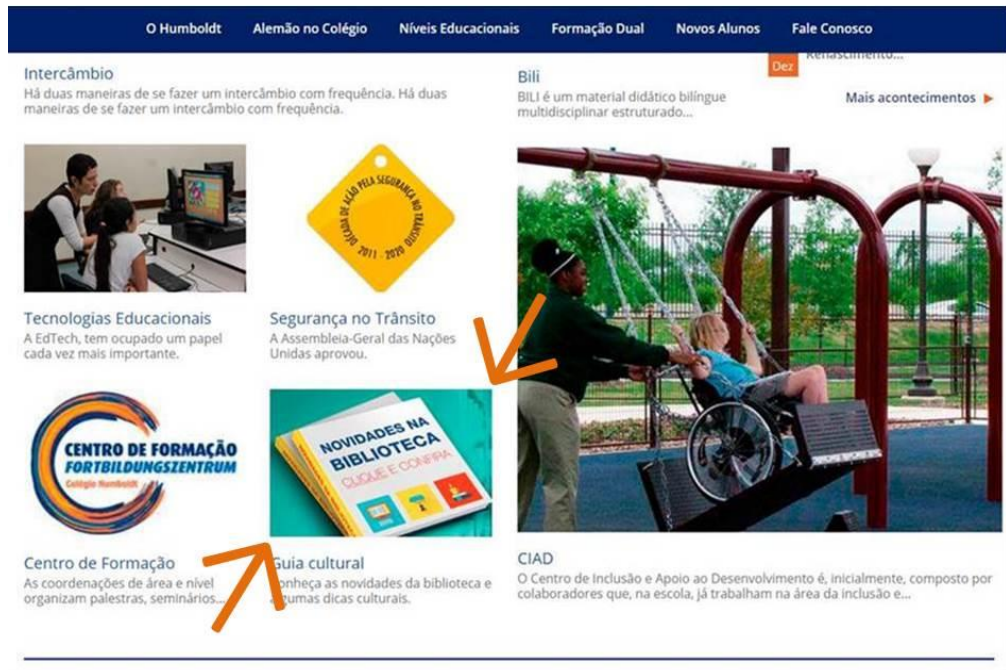 O Humboldt Alemão no Colégio Níveis Educacionais Formação Dual Novos Alunos Fale Conosco
Intercâmbio
Há duas maneiras de se fazer um intercâmbio com frequência. Há duas
maneiras de se fazer um intercâmbio com frequência.
Bili
BILI é um material didático bilíngue
multidisciplinar estruturado...
Dez
Renascimento...
Mais acontecimentos
DÉCADA DE AÇÃO PELA SEGURANÇA NO TRÂNSITO
2011 - 2020
Tecnologias Educacionais
A EdTech, tem ocupado um papel
cada vez mais importante.
Segurança no Trânsito
A Assembleia-Geral das Nações
Unidas aprovou.
CENTRO DE FORMAÇÃO
FORTBILDUNGSZENTRUM
Colégio Humboldt
NOVIDADES NA
BIBLIOTECA
CLIQUE E CONFIRA
Centro de Formação
As coordenações de área e nível
organizam palestras, seminários...
Guia cultural
Conheça as novidades da biblioteca e
algumas dicas culturais.
CIAD
O Centro de Inclusão e Apoio ao Desenvolvimento é, inicialmente, composto por
colaboradores que, na escola, já trabalham na área da inclusão e...